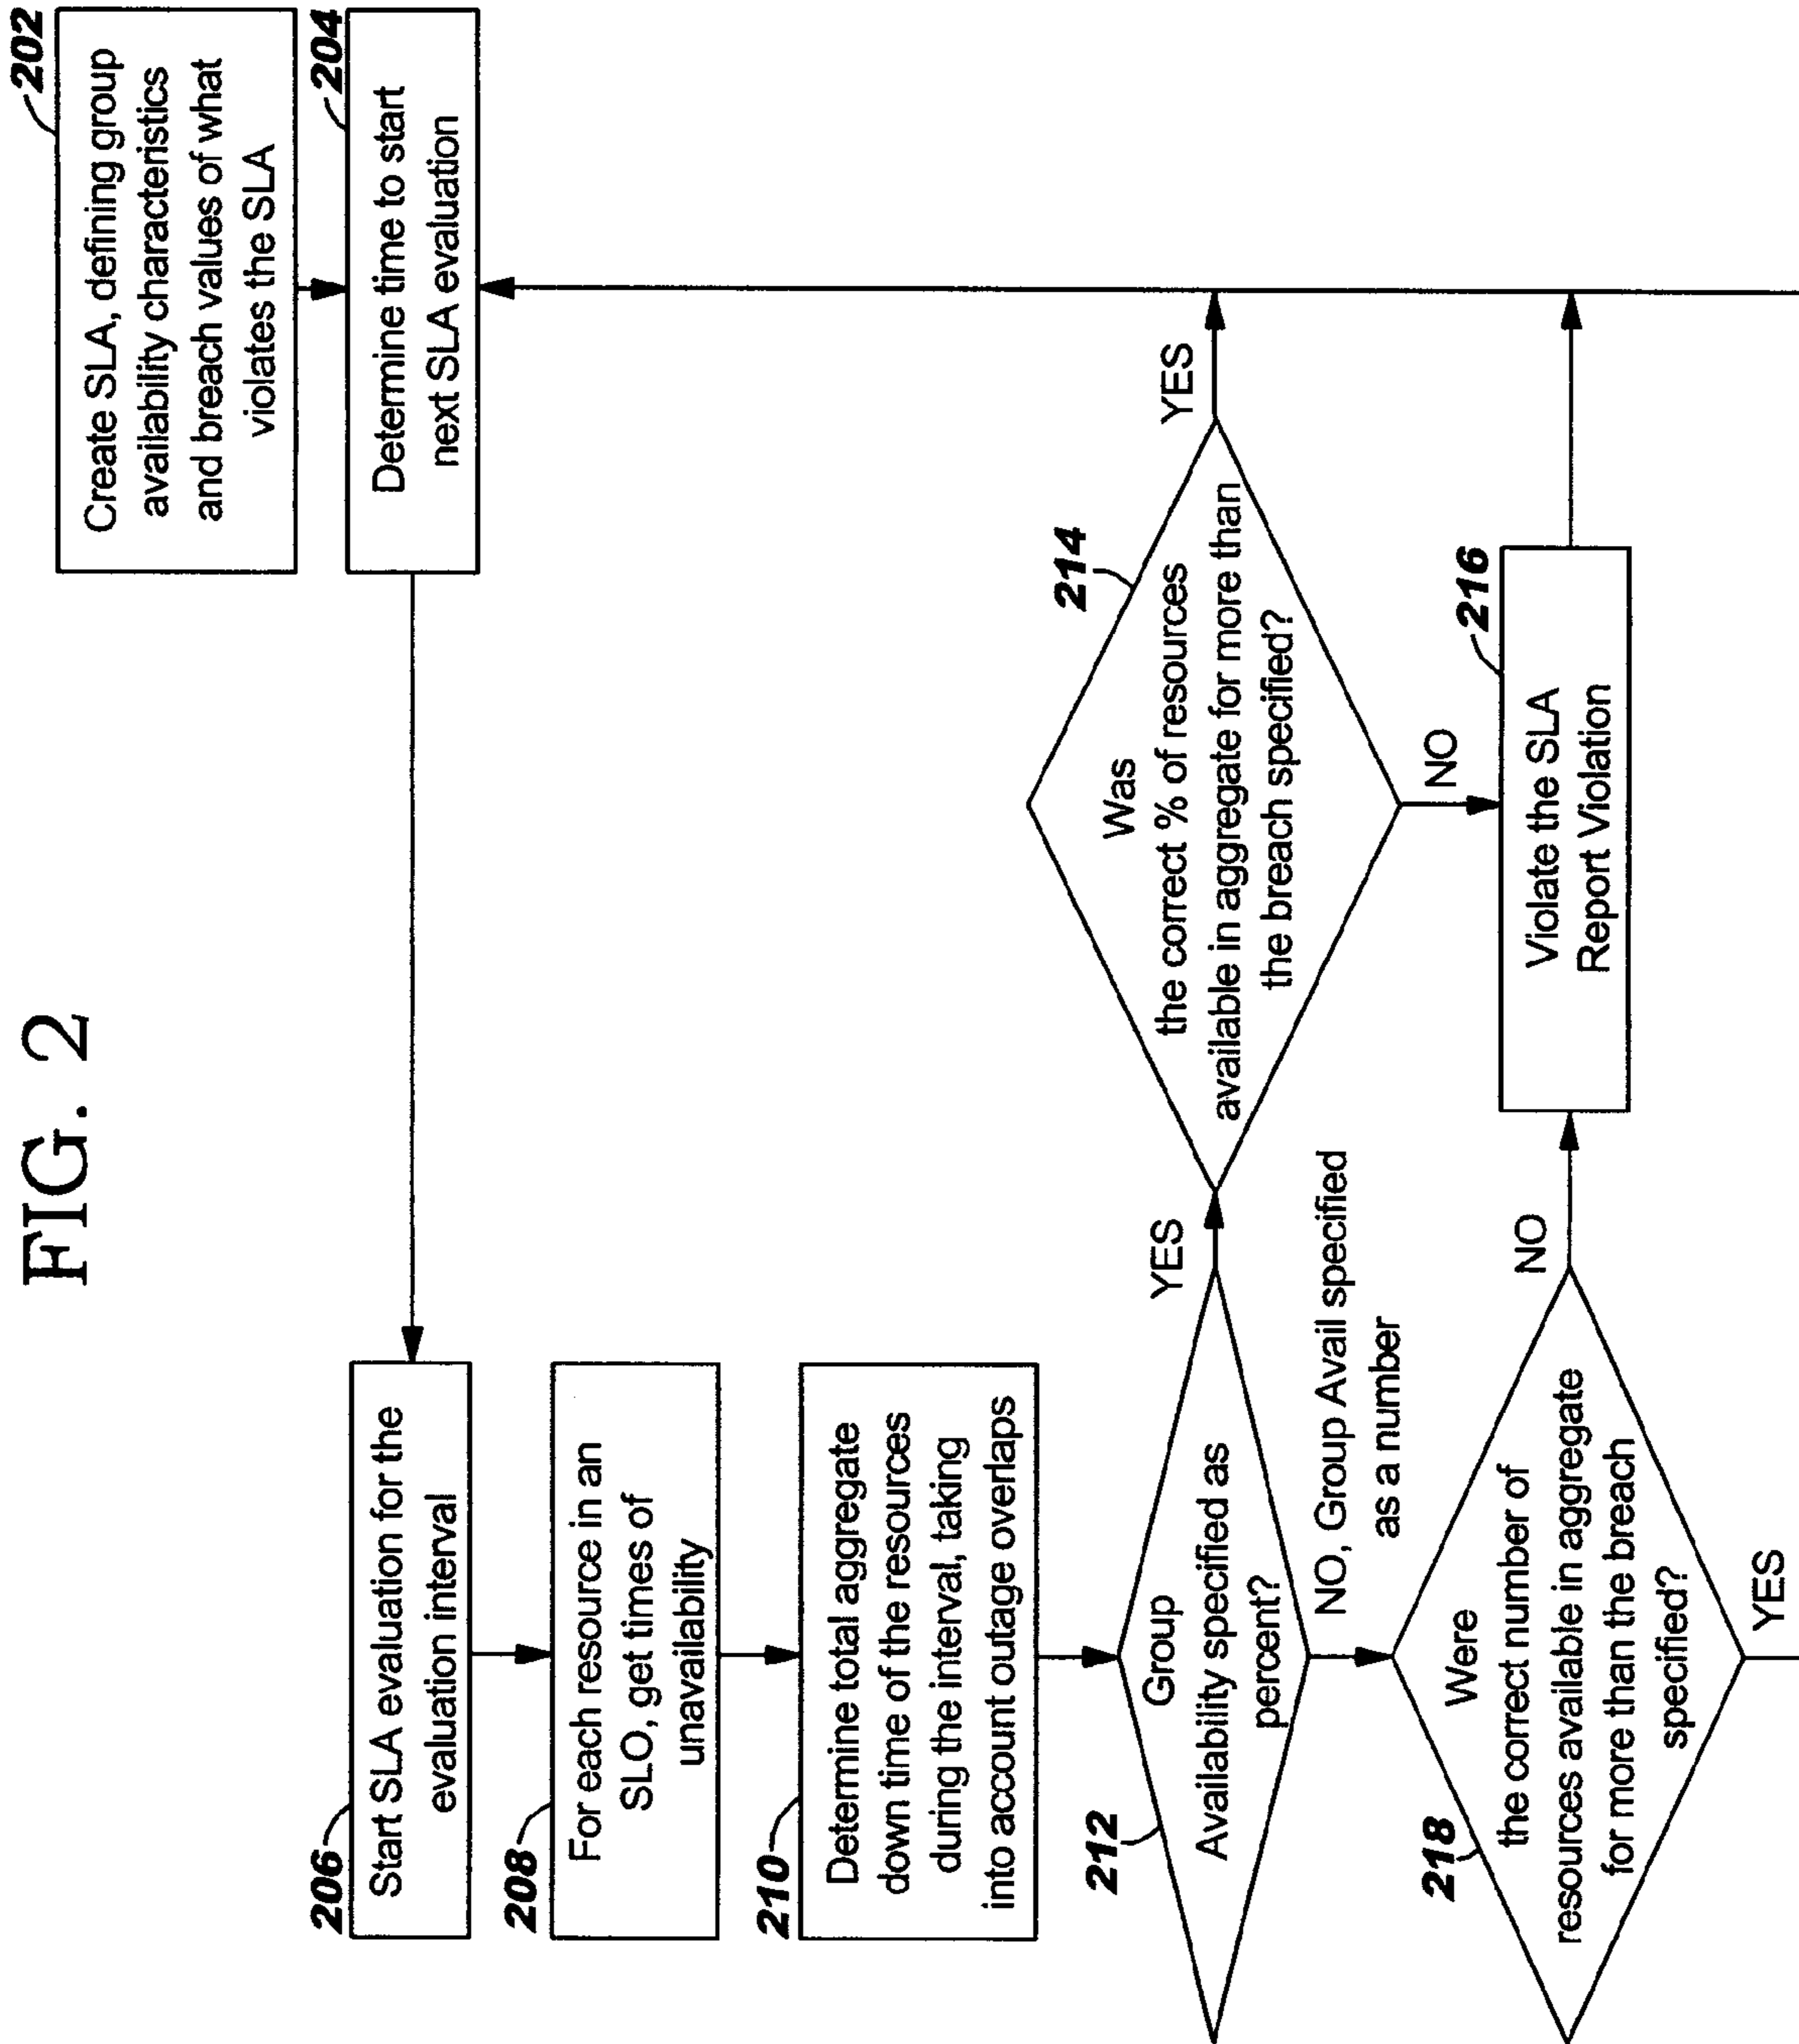 FIG. 2
202
Create SLA, defining group
availability characteristics
and breach values of what
violates the SLA
204
Determine time to start
next SLA evaluation
206
Start SLA evaluation for the
evaluation interval
208
For each resource in an
SLO, get times of
unavailability
210
Determine total aggregate
down time of the resources
during the interval, taking
into account outage overlaps
212
Group
Availability specified as
percent?
YES
NO, Group Avail specified
as a number
214
Was
the correct % of resources
available in aggregate for more than
the breach specified?
YES
NO
216
Violate the SLA
Report Violation
218
Were
the correct number of
resources available in aggregate
for more than the breach
specified?
NO
YES